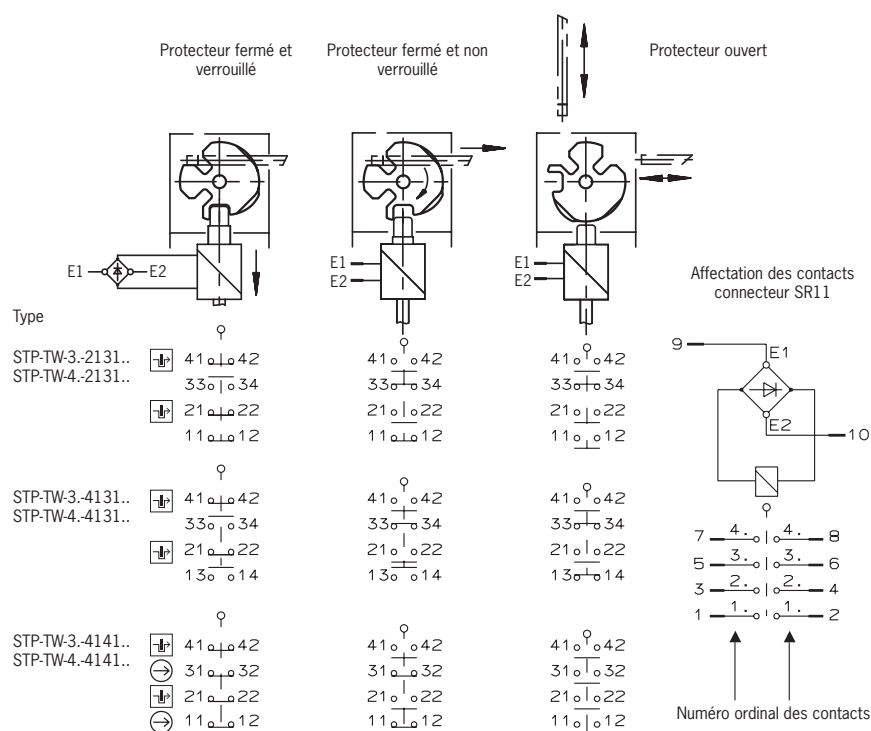 Protecteur fermé et
verrouillé
Protecteur fermé et non
verrouillé
Protecteur ouvert
E1
E2
E1
E2
E1
E2
Affectation des contacts
connecteur SR11
Type
STP-TW-3.-2131..
STP-TW-4.-2131..
41 42 41 42 41 42
33 34 33 34 33 34
21 22 21 22 21 22
11 12 11 12 11 12
STP-TW-3.-4131..
STP-TW-4.-4131..
41 42 41 42 41 42
33 34 33 34 33 34
21 22 21 22 21 22
13 14 13 14 13 14
STP-TW-3.-4141..
STP-TW-4.-4141..
41 42 41 42 41 42
31 32 31 32 31 32
21 22 21 22 21 22
11 12 11 12 11 12
9
E1
E2
10
7 4. 4. 8
5 3. 3. 6
3 2. 2. 4
1 1. 1. 2
Numéro ordinal des contacts